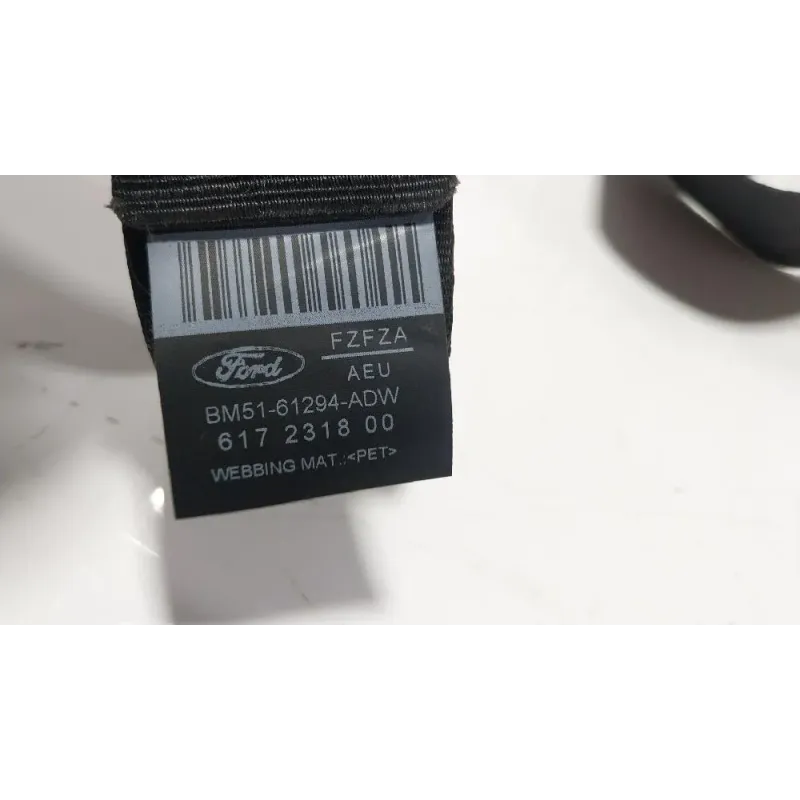 Ford
FZFZA
AEU
BM51-61294-ADW
617 2318 00
WEBBING MAT.:<PET>